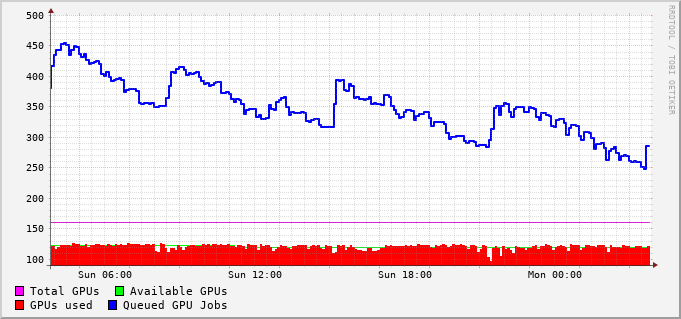 500
450
400
350
300
250
200
150
100
Sun 06:00 Sun 12:00 Sun 18:00 Mon 00:00
Total GPUs Available GPUs
GPUs used Queued GPU Jobs
RRDTOOL / TOBI OETIKER